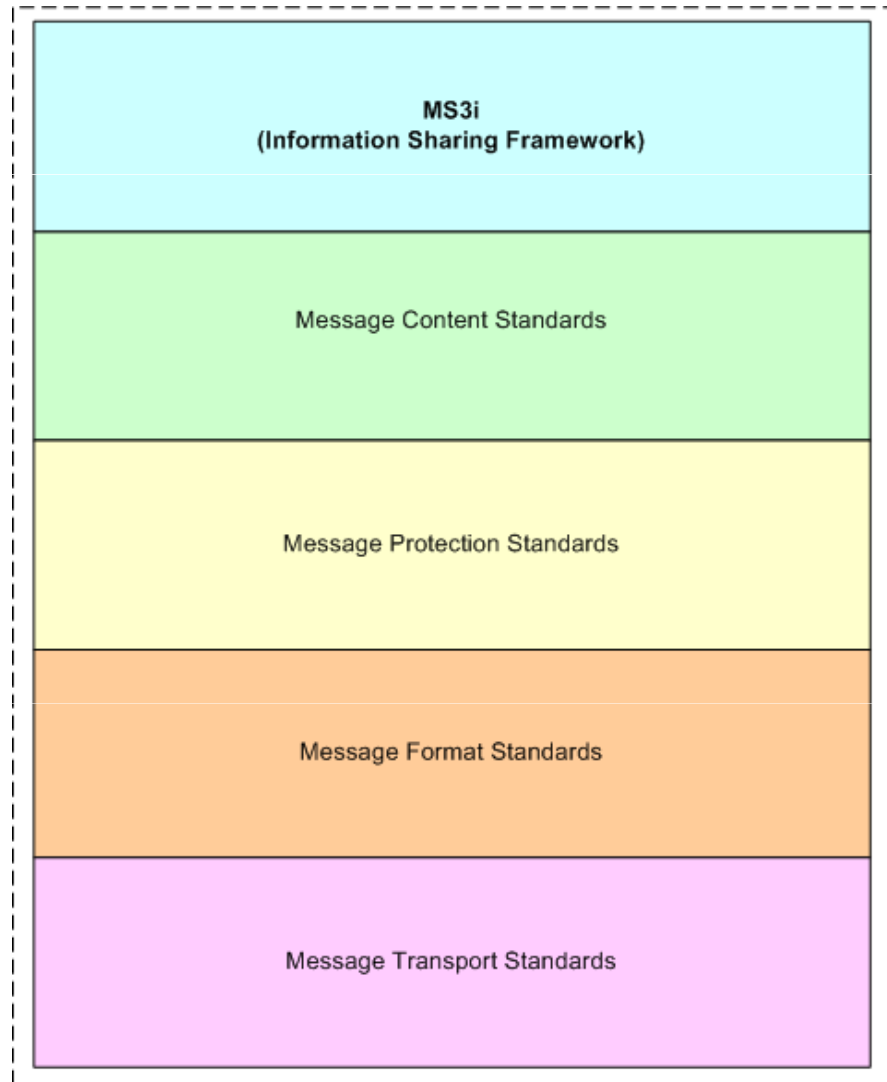 MS3i
(Information Sharing Framework)
Message Content Standards
Message Protection Standards
Message Format Standards
Message Transport Standards